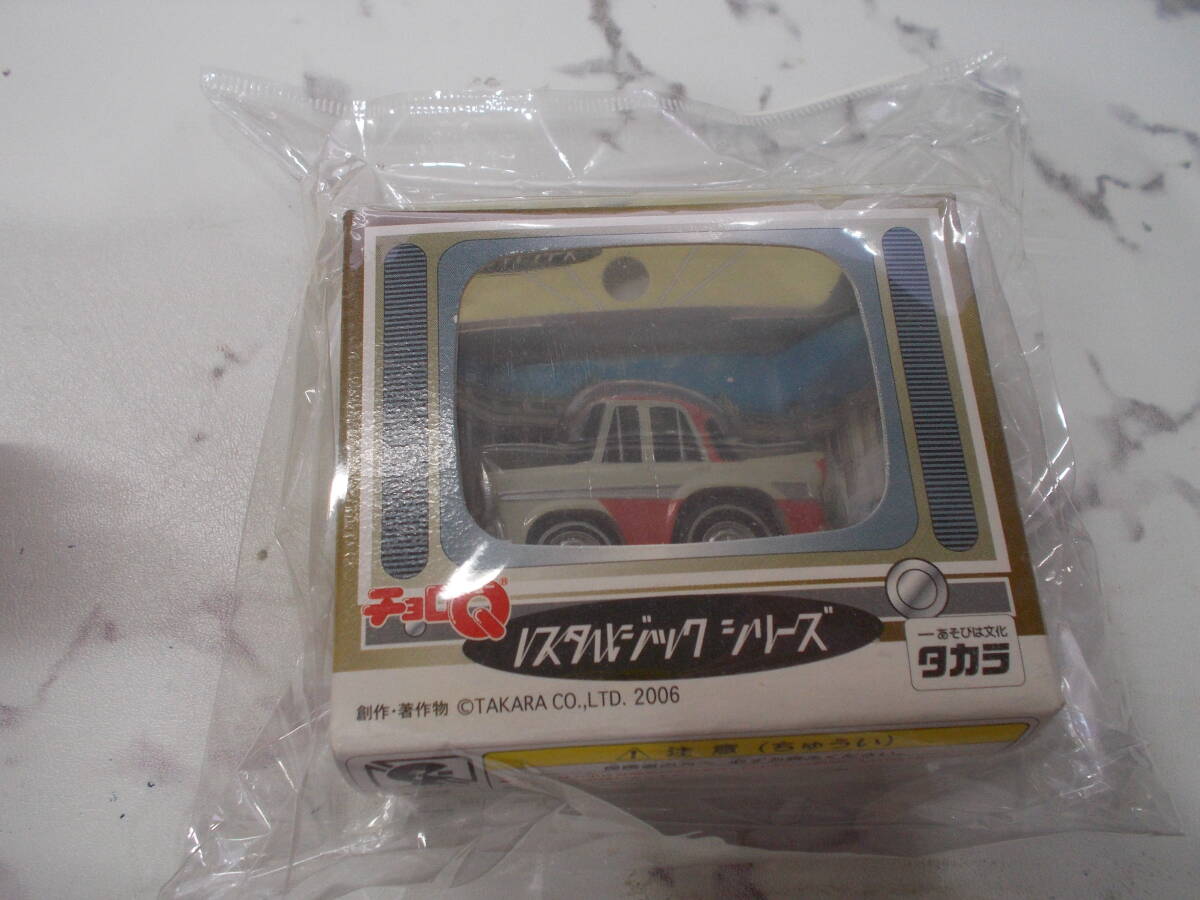 チョロQ®
ノスタルジック シリーズ
ーあそびは文化
タカラ
創作・著作物 ©TAKARA CO.,LTD. 2006
注意(ちゅうい)